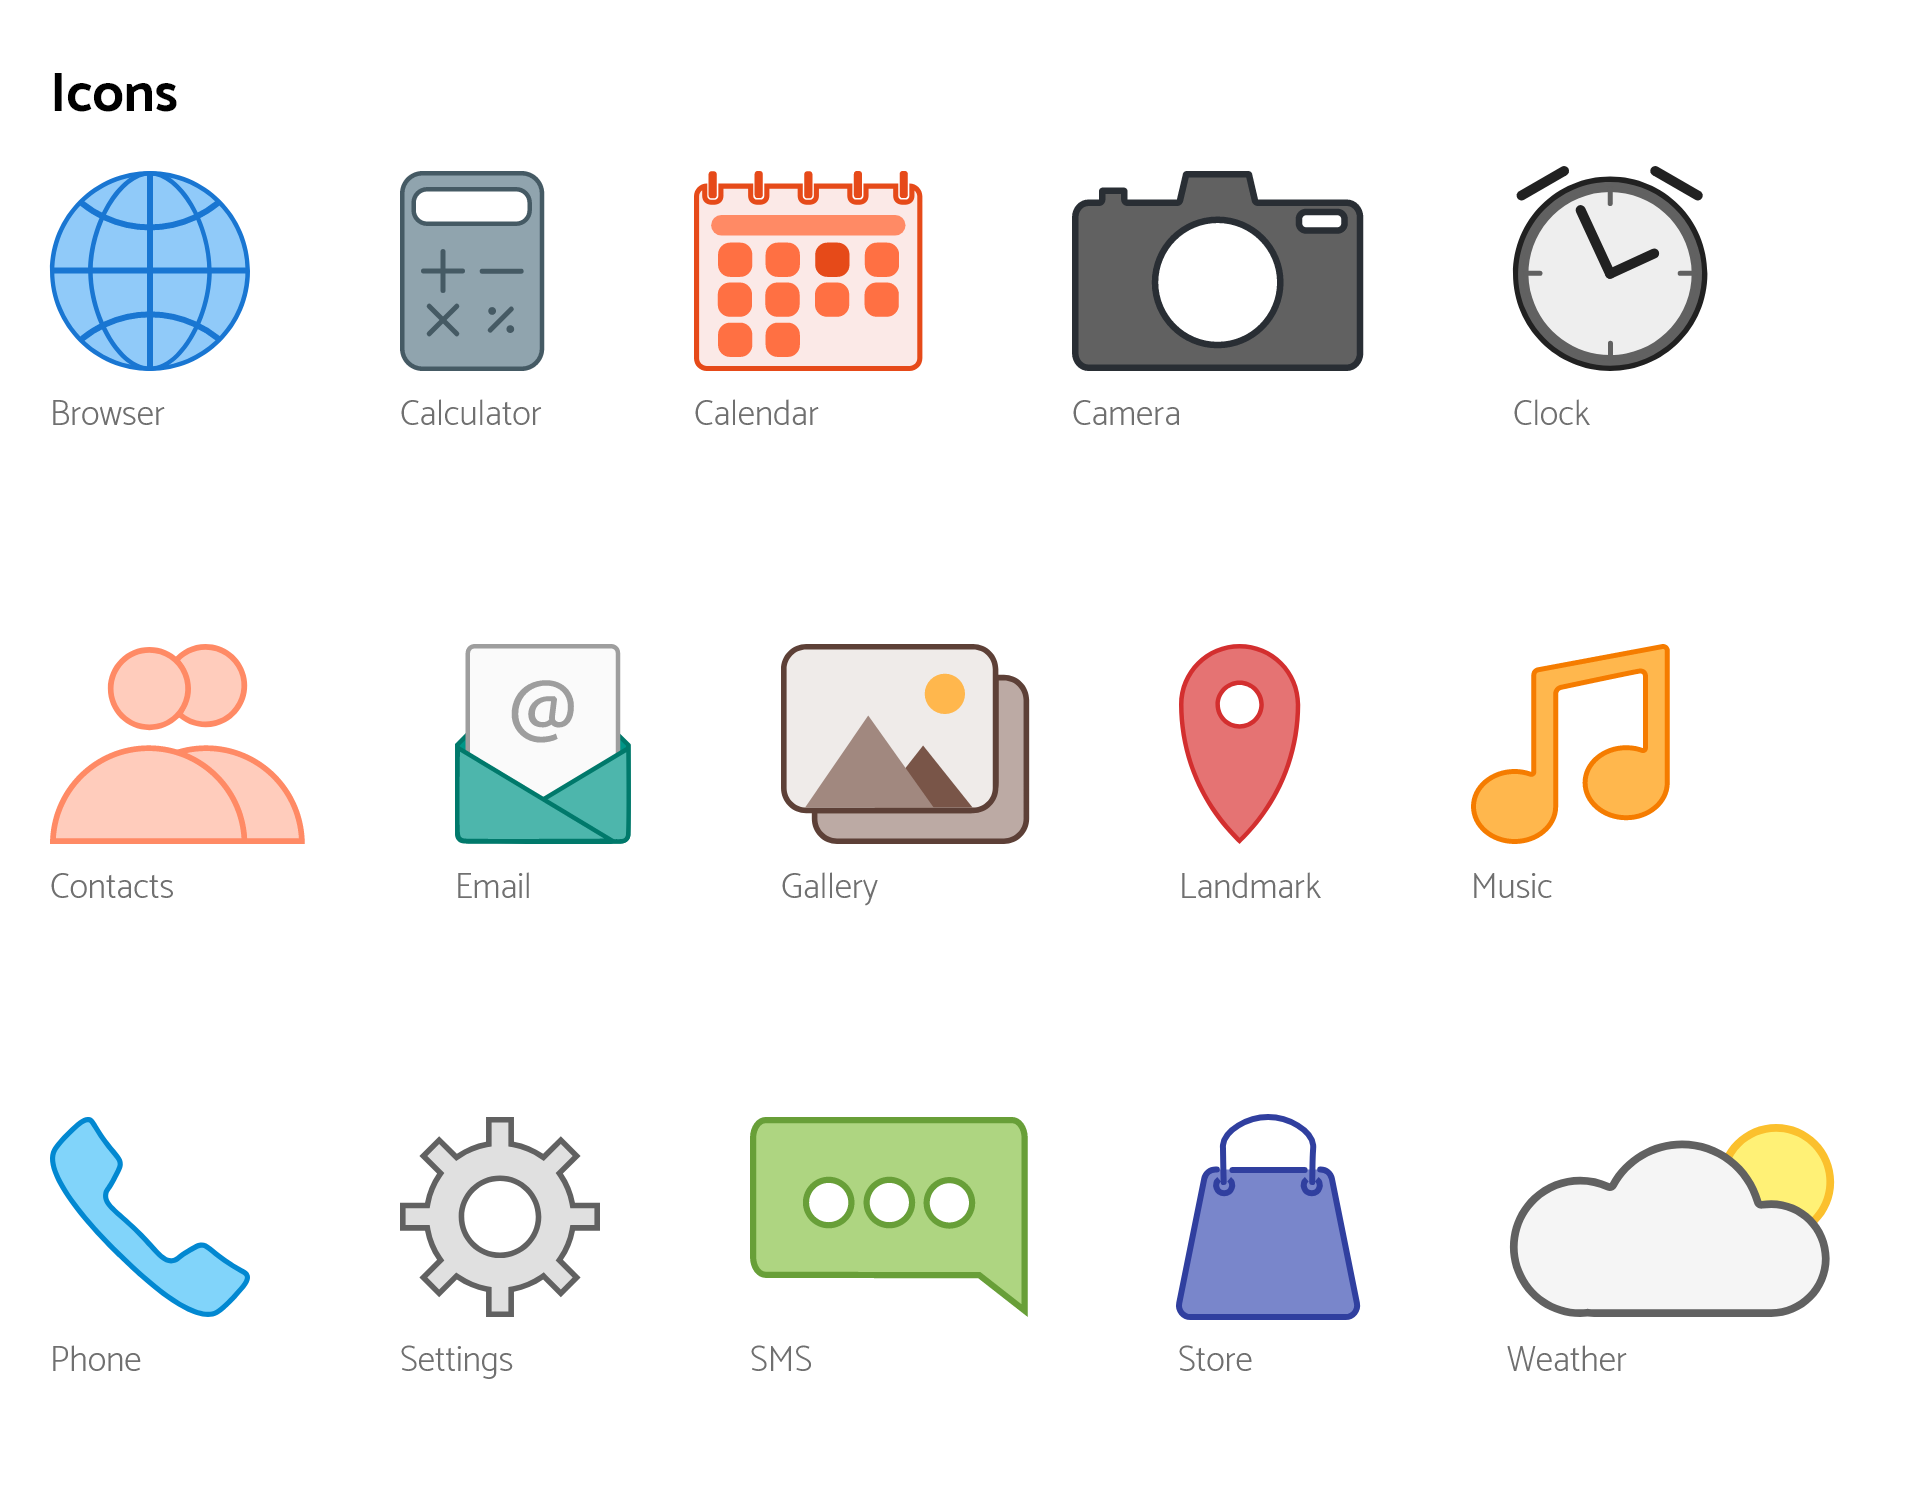 Icons
Browser
Calculator
Calendar
Camera
Clock
@
Contacts
Email
Gallery
Landmark
Music
Phone
Settings
SMS
Store
Weather